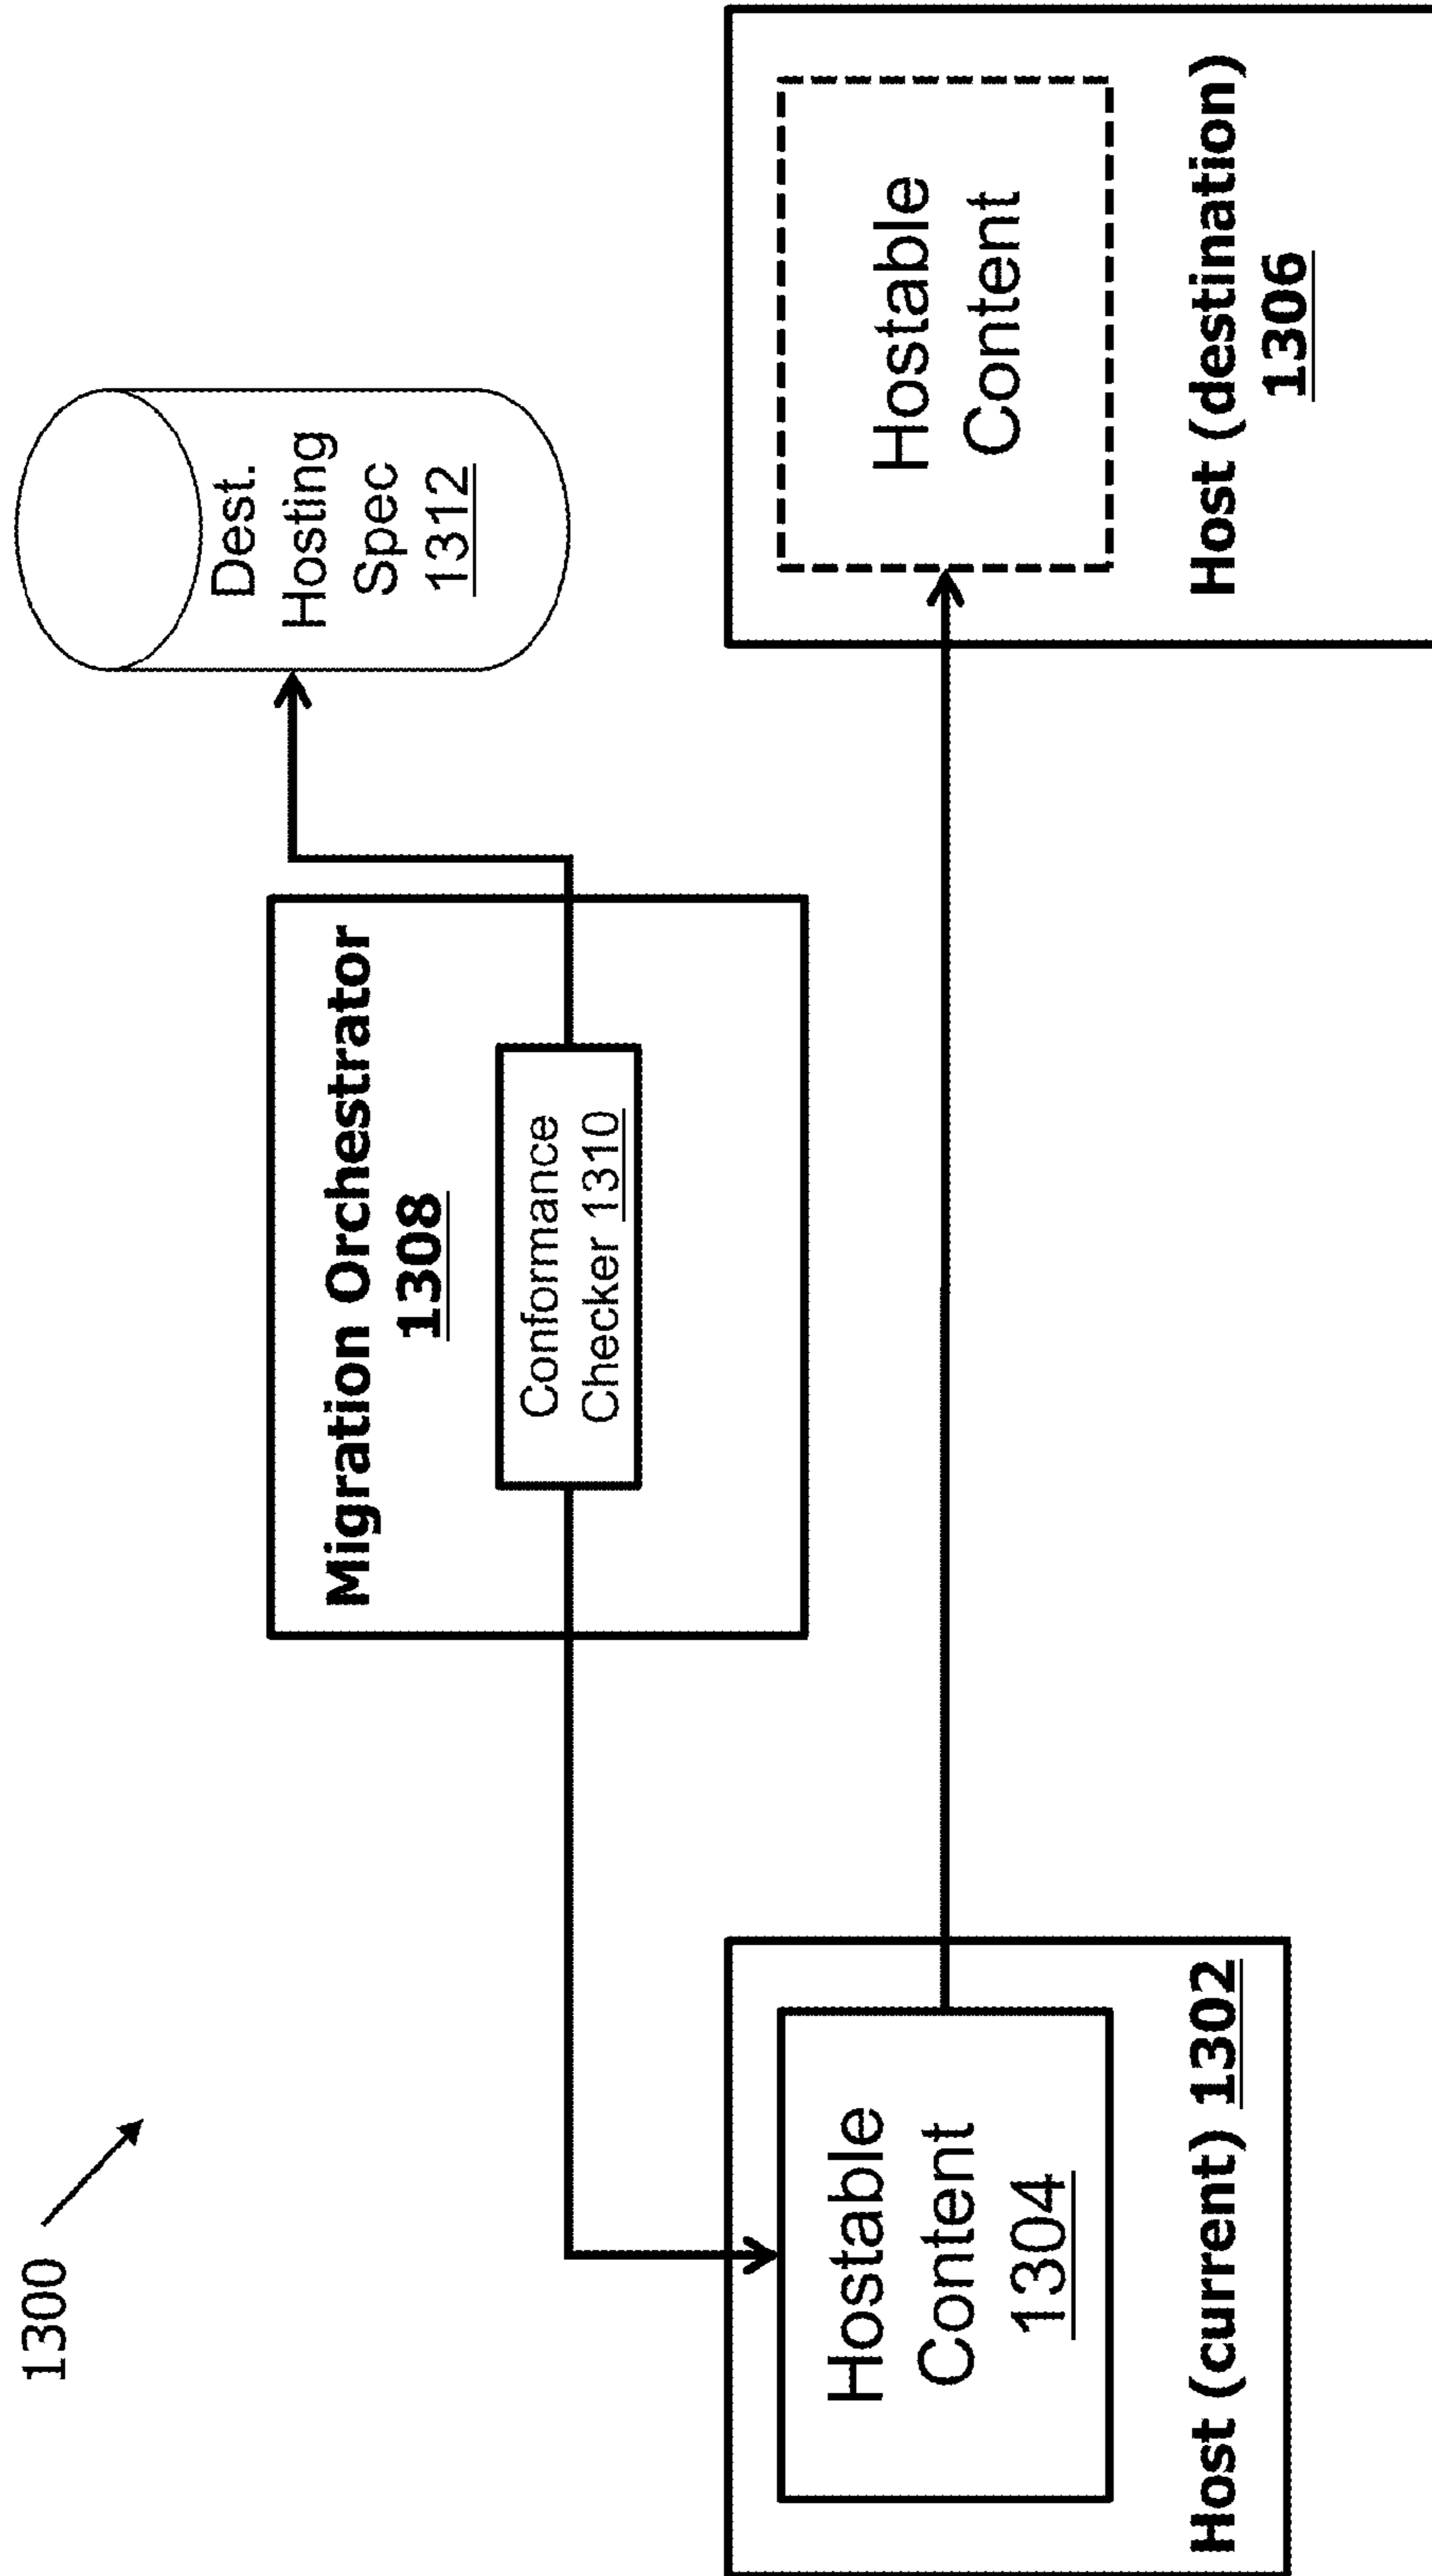 1300
Migration Orchestrator
1308
Conformance
Checker 1310
Dest.
Hosting
Spec
1312
Hostable
Content
1304
Host (current) 1302
Hostable
Content
Host (destination)
1306